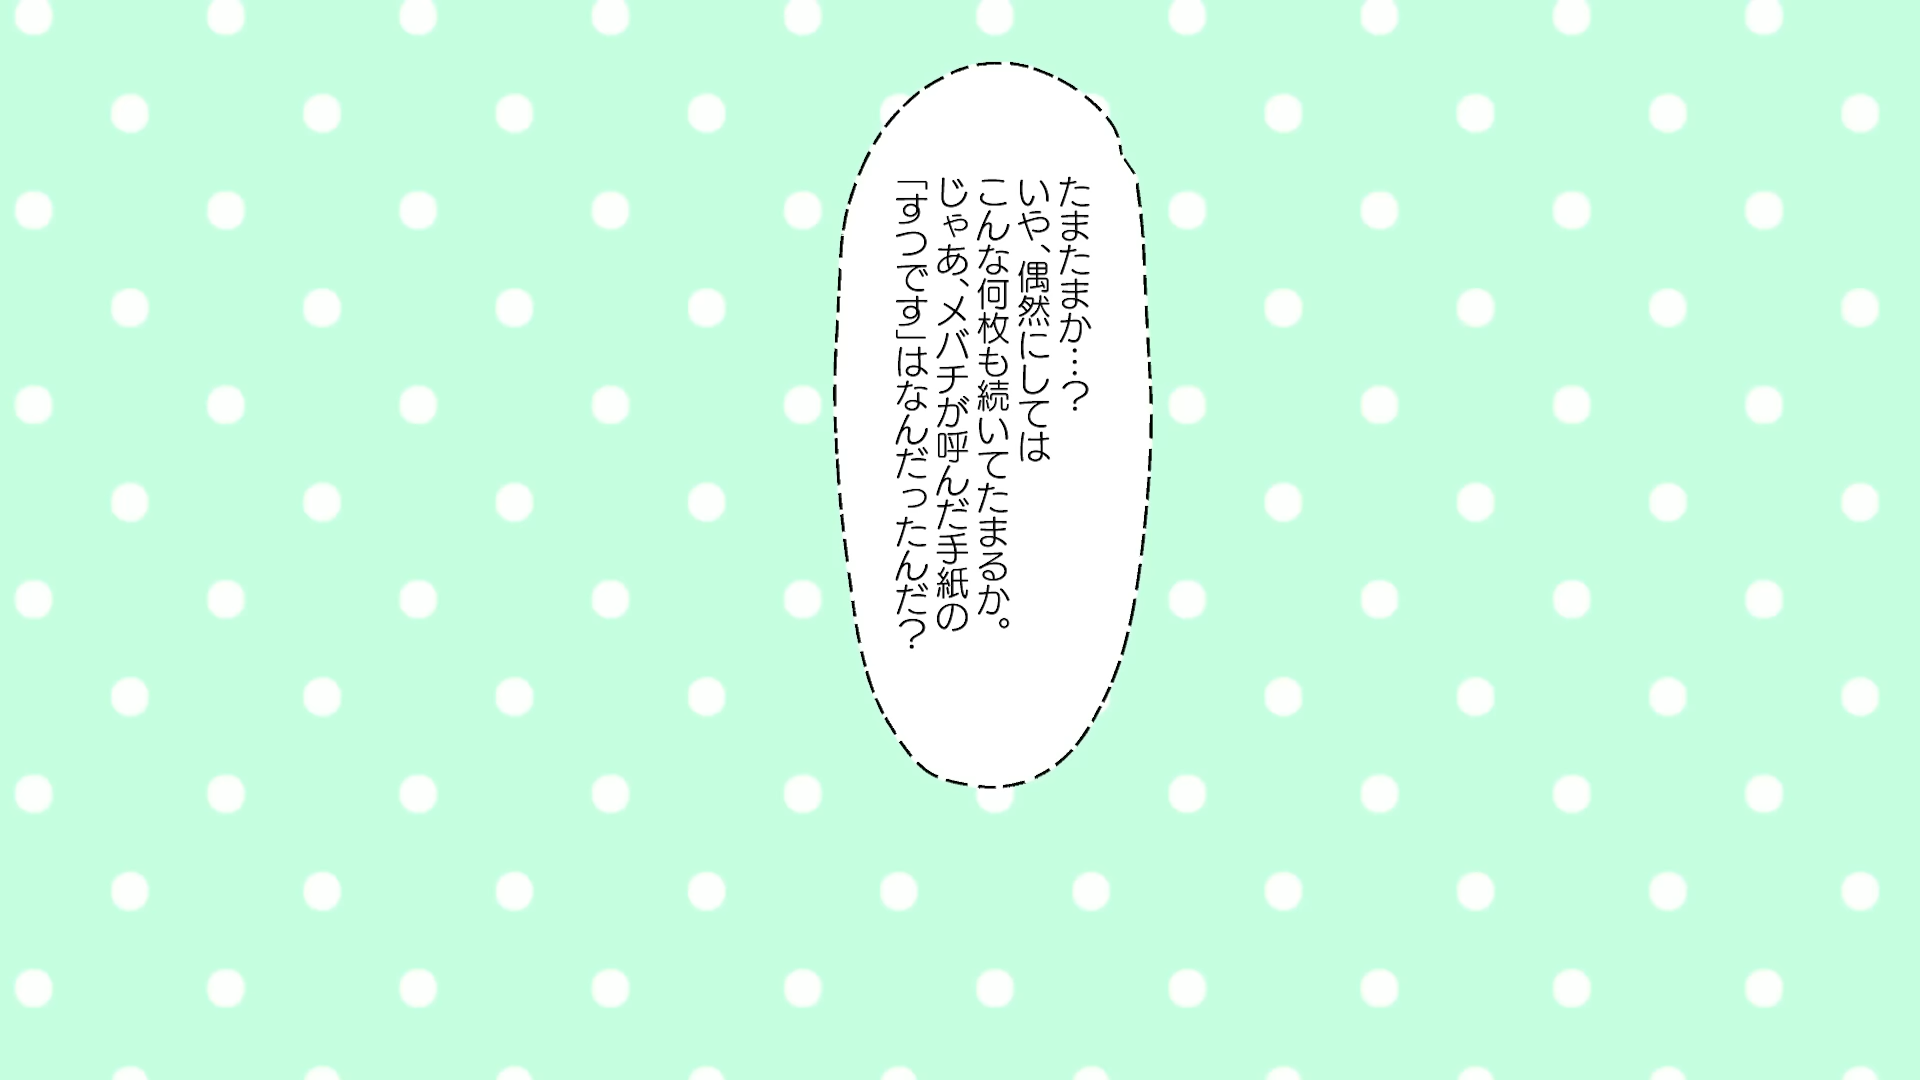 たまたまか…？
いや、偶然にしては
こんな何枚も続いてたまるか。
じゃあ、メバチが呼んだ手紙の
「すつです」はなんだったんだ？